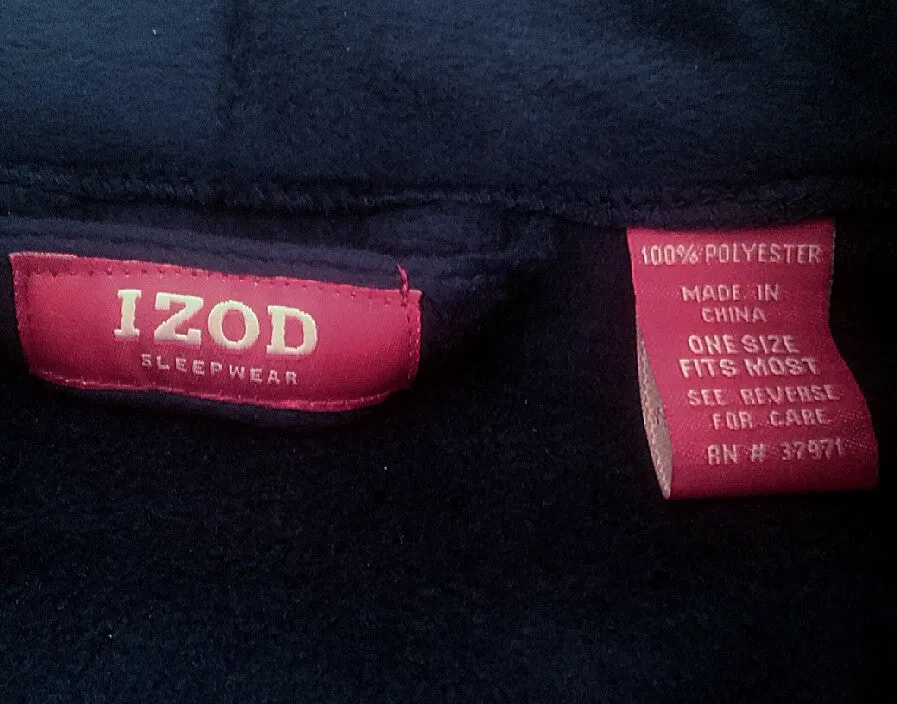 IZOD
SLEEPWEAR
100% POLYESTER
MADE IN
CHINA
ONE SIZE
FITS MOST
SEE REVERSE
FOR CARE
RN # 37971